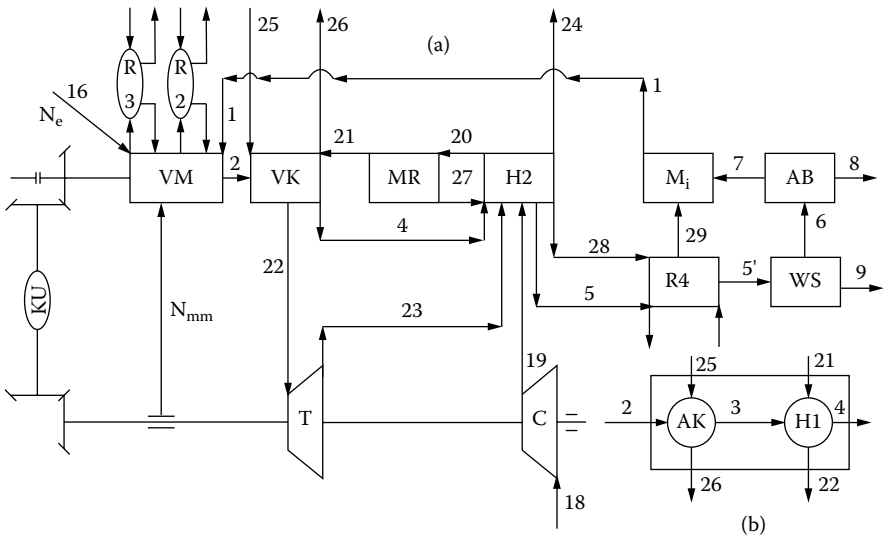 25
26
(a)
24
16
R
3
R
2
Nₑ
1
1
VM
2
VK
21
MR
20
27
H2
Mᵢ
7
AB
8
4
22
28
29
6
R4
5'
WS
9
5
KU
Nₘₘ
23
19
T
C
18
25
21
2
AK
3
H1
4
26
22
(b)